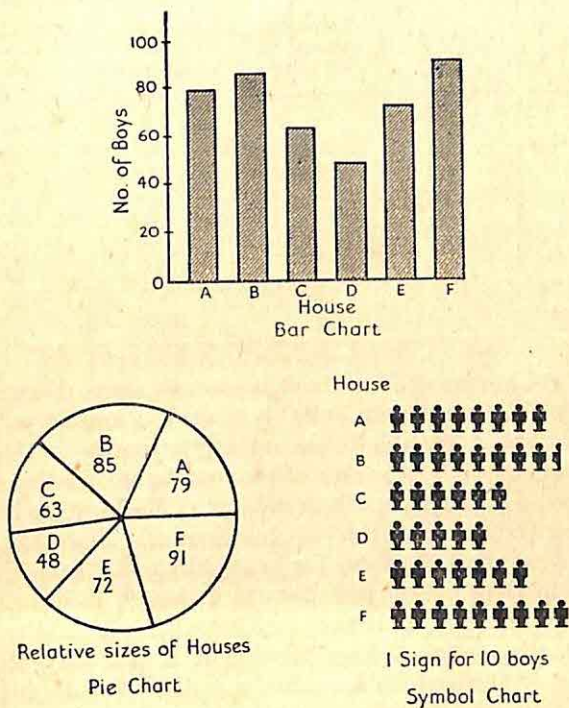 100
80
60
40
20
0
No. of Boys
A B C D E F
House
Bar Chart
B
85
A
79
C
63
D
48
E
72
F
91
Relative sizes of Houses
Pie Chart
House
A
B
C
D
E
F
1 Sign for 10 boys
Symbol Chart